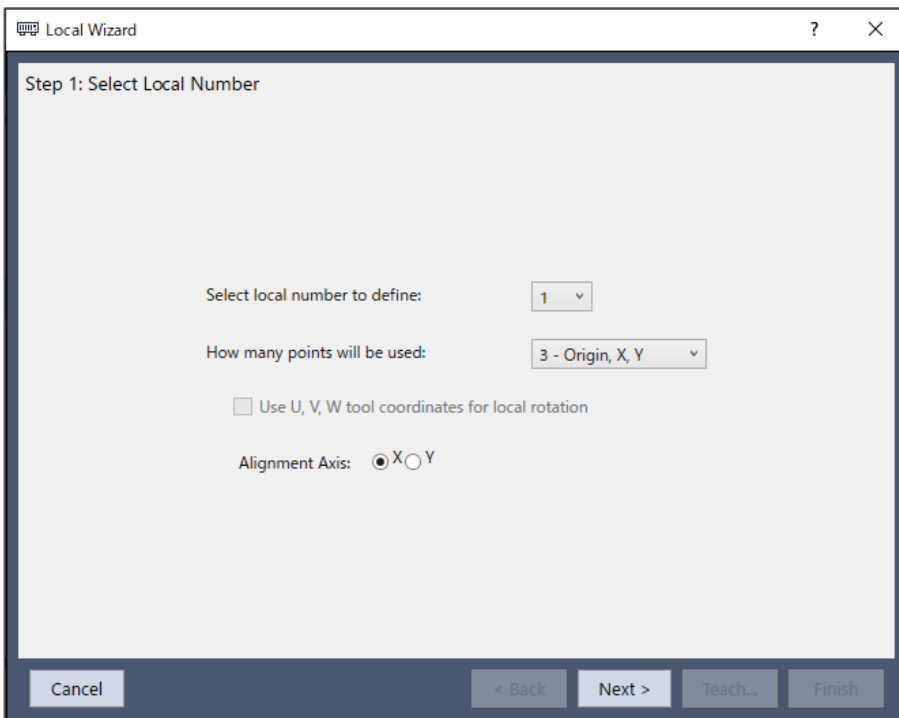 Local Wizard ?
Step 1: Select Local Number
Select local number to define: 1
How many points will be used: 3 - Origin, X, Y
Use U, V, W tool coordinates for local rotation
Alignment Axis: X Y
Cancel < Back Next > Teach... Finish